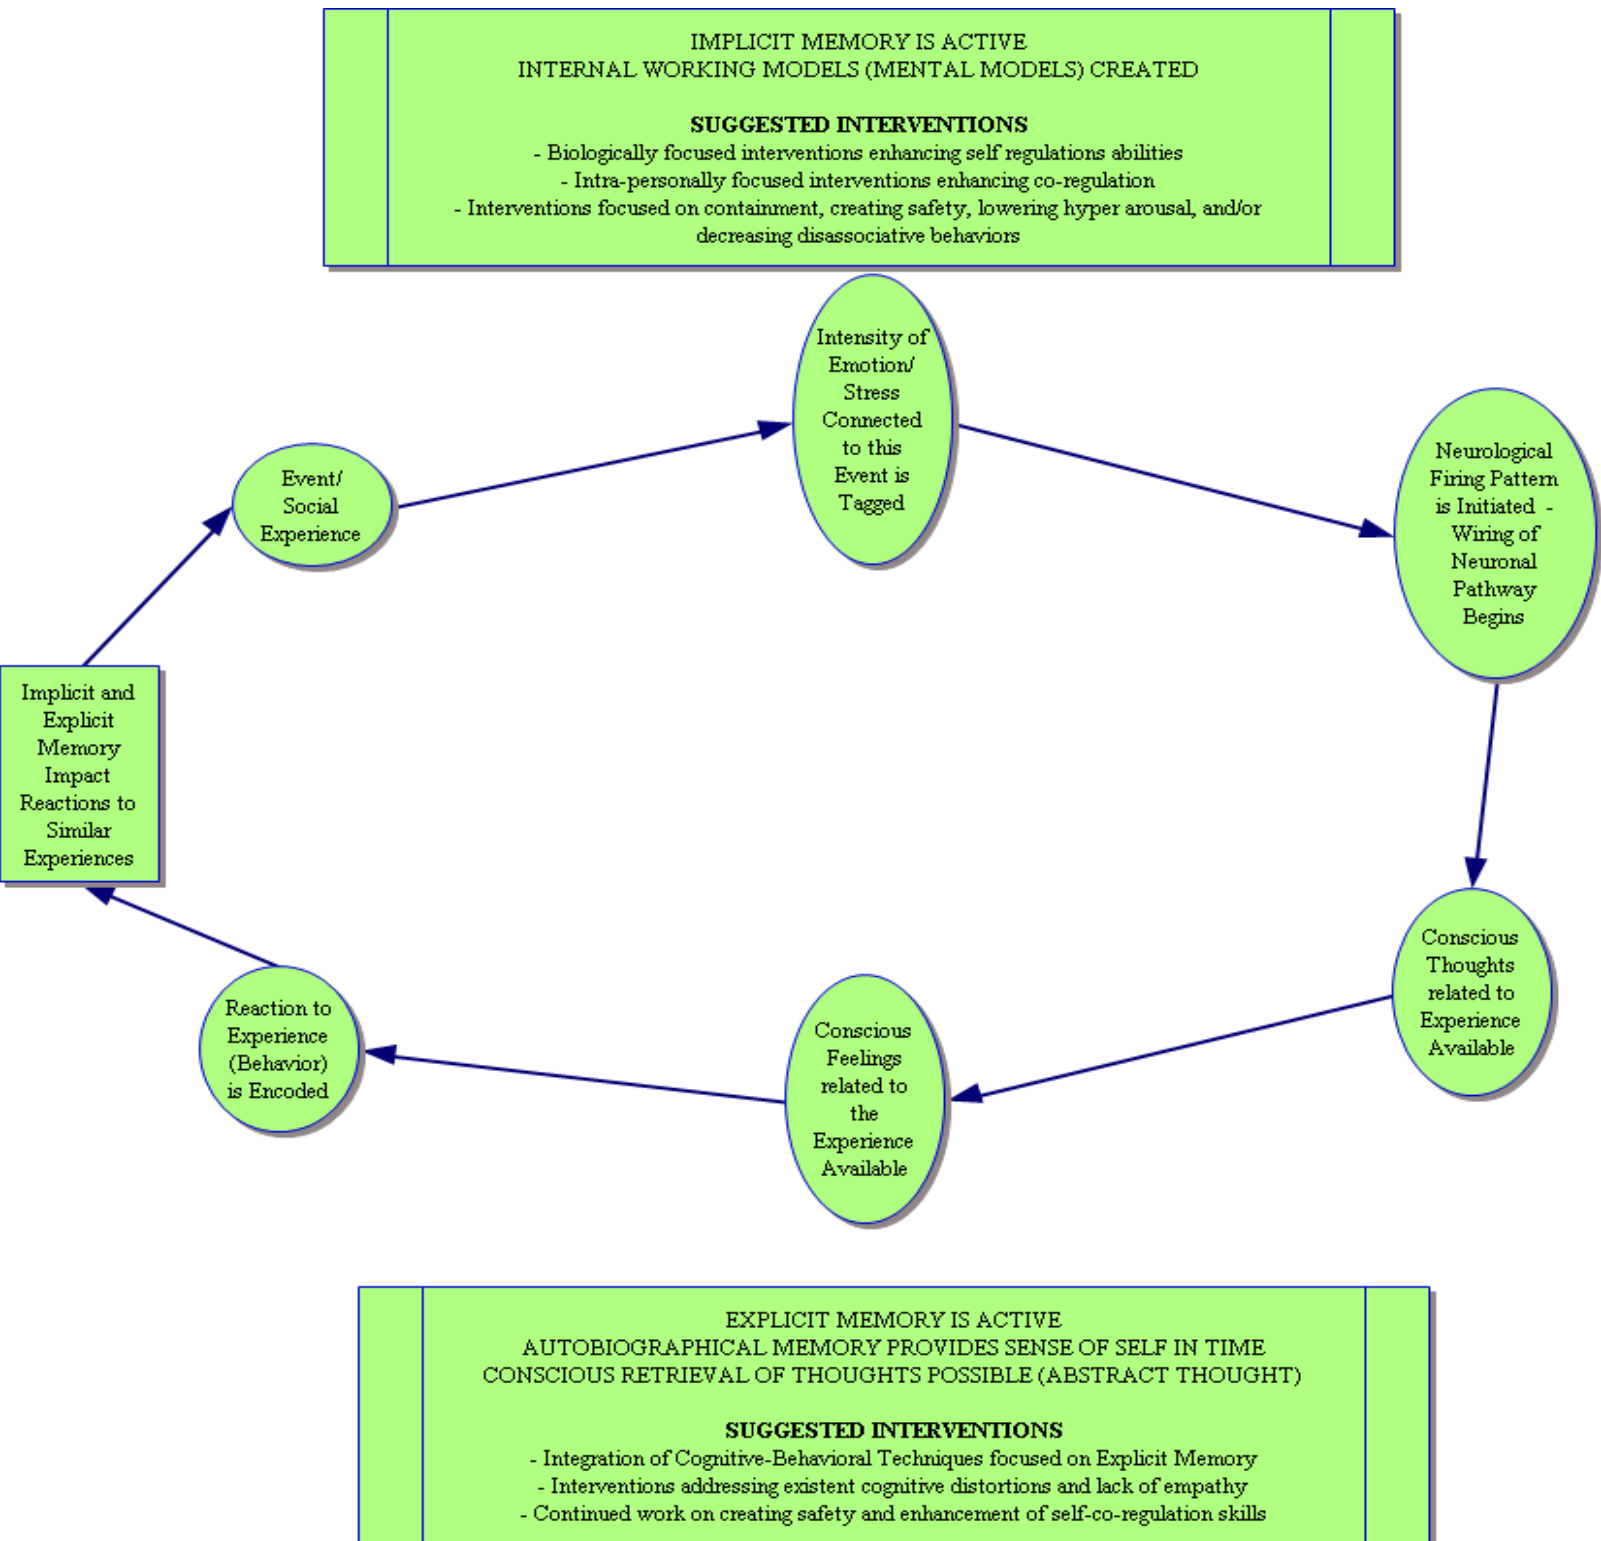 IMPLICIT MEMORY IS ACTIVE
INTERNAL WORKING MODELS (MENTAL MODELS) CREATED
SUGGESTED INTERVENTIONS
- Biologically focused interventions enhancing self regulations abilities
- Intra-personally focused interventions enhancing co-regulation
- Interventions focused on containment, creating safety, lowering hyper arousal, and/or
decreasing disassociative behaviors
Intensity of
Emotion/
Stress
Connected
to this
Event is
Tagged
Neurological
Firing Pattern
is Initiated -
Wiring of
Neuronal
Pathway
Begins
Event/
Social
Experience
Implicit and
Explicit
Memory
Impact
Reactions to
Similar
Experiences
Conscious
Thoughts
related to
Experience
Available
Conscious
Feelings
related to
the
Experience
Available
Reaction to
Experience
(Behavior)
is Encoded
EXPLICIT MEMORY IS ACTIVE
AUTOBIOGRAPHICAL MEMORY PROVIDES SENSE OF SELF IN TIME
CONSCIOUS RETRIEVAL OF THOUGHTS POSSIBLE (ABSTRACT THOUGHT)
SUGGESTED INTERVENTIONS
- Integration of Cognitive-Behavioral Techniques focused on Explicit Memory
- Interventions addressing existent cognitive distortions and lack of empathy
- Continued work on creating safety and enhancement of self-co-regulation skills